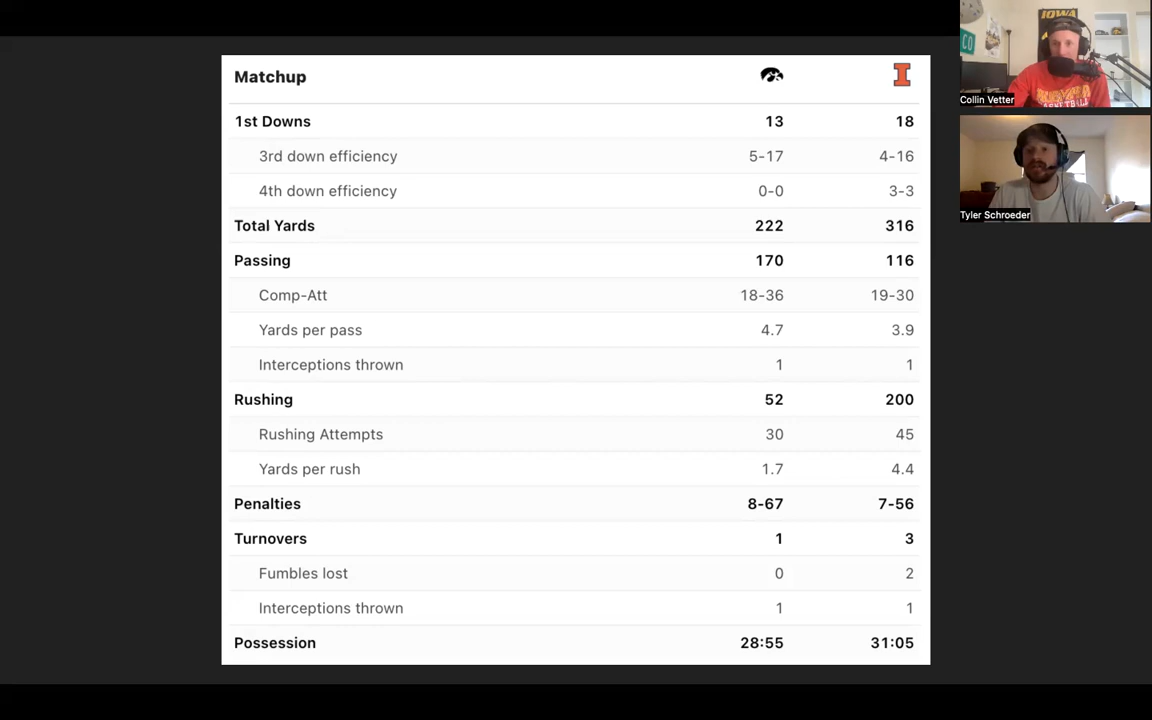 Matchup
1st Downs 13 18
3rd down efficiency 5-17 4-16
4th down efficiency 0-0 3-3
Total Yards 222 316
Passing 170 116
Comp-Att 18-36 19-30
Yards per pass 4.7 3.9
Interceptions thrown 1 1
Rushing 52 200
Rushing Attempts 30 45
Yards per rush 1.7 4.4
Penalties 8-67 7-56
Turnovers 1 3
Fumbles lost 0 2
Interceptions thrown 1 1
Possession 28:55 31:05
IOWA
CO
BASKETBALL
Collin Vetter
Tyler Schroeder